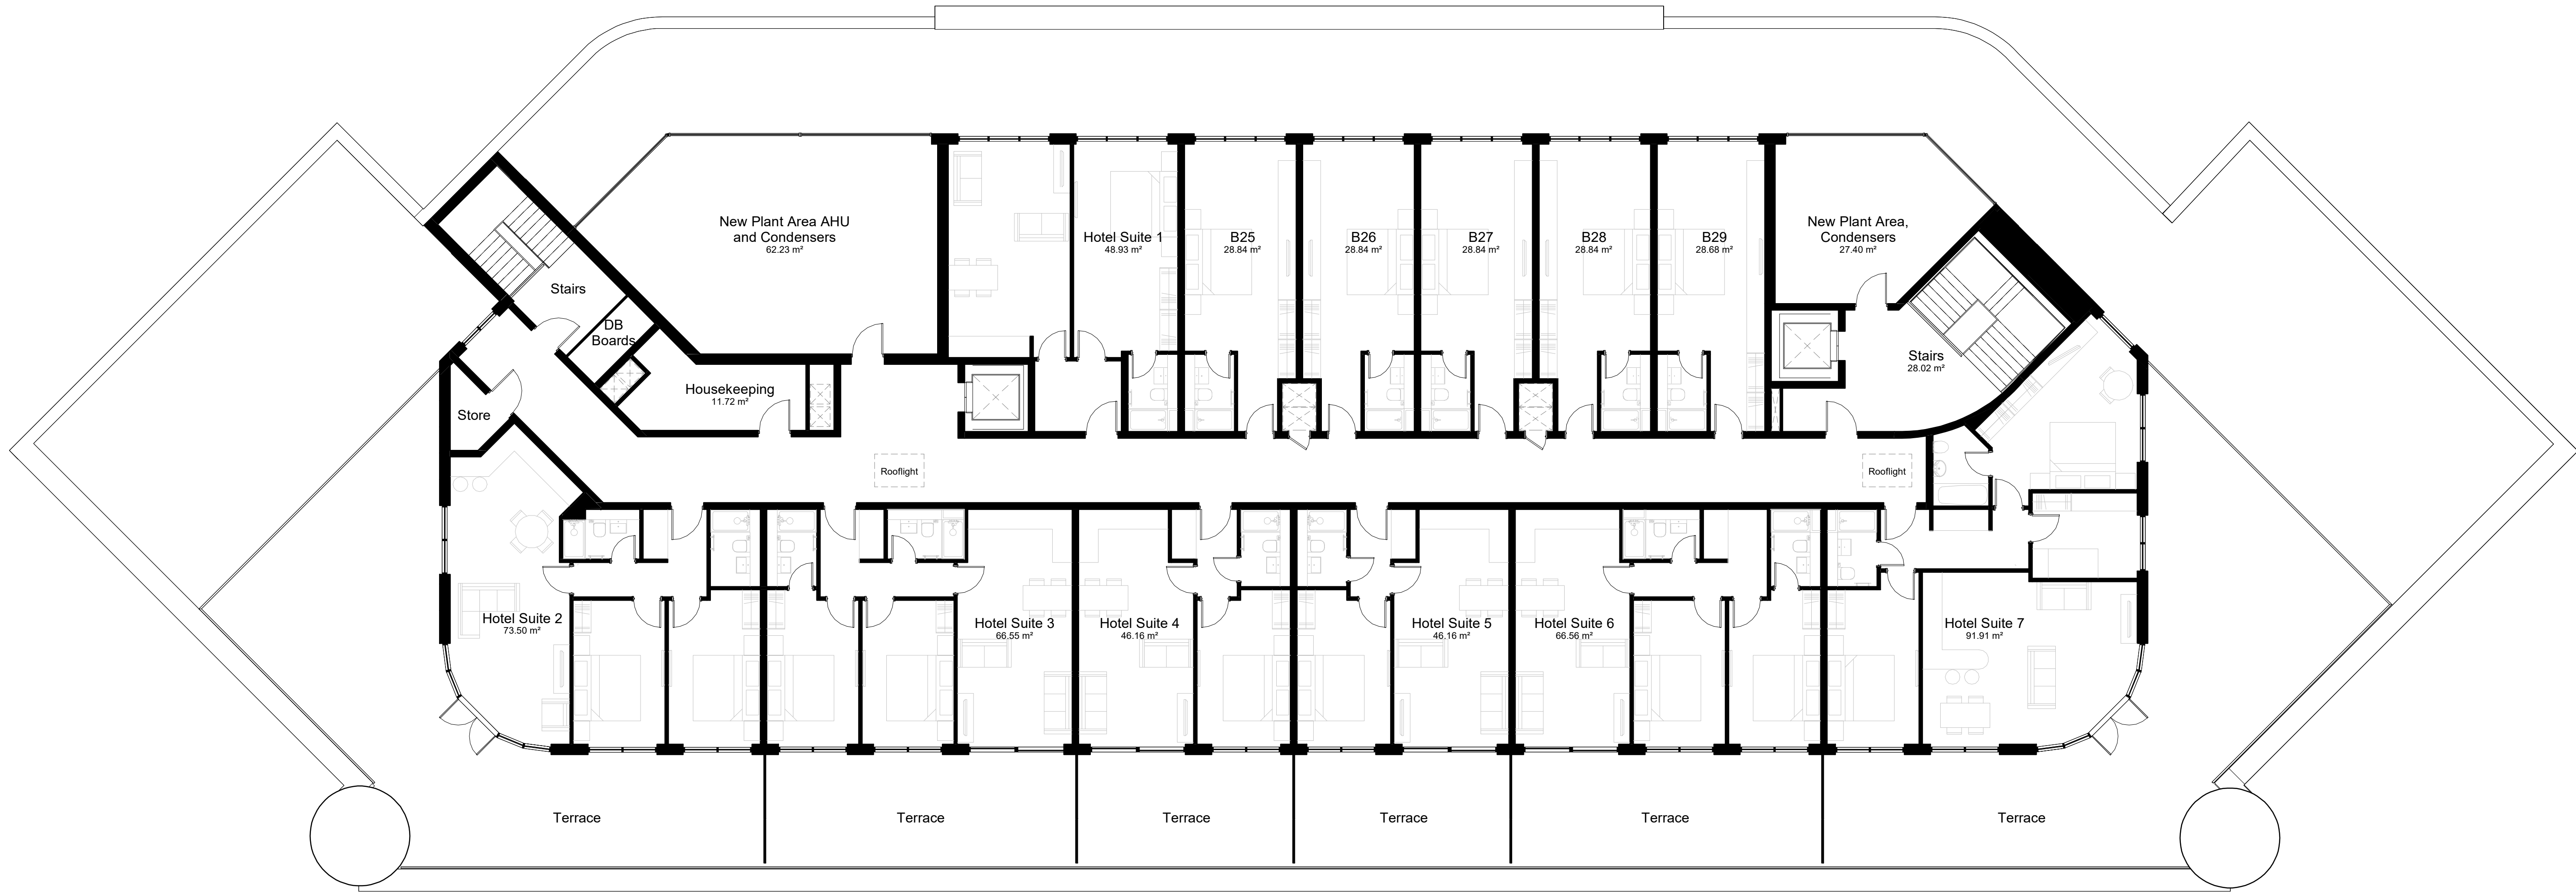 New Plant Area AHU
and Condensers
62.23 m²
Hotel Suite 1
48.93 m²
B25
28.84 m²
B26
28.84 m²
B27
28.84 m²
B28
28.84 m²
B29
28.68 m²
New Plant Area,
Condensers
27.40 m²
Stairs
DB
Boards
Stairs
28.02 m²
Housekeeping
11.72 m²
Store
Rooflight
Rooflight
Hotel Suite 2
73.50 m²
Hotel Suite 3
66.55 m²
Hotel Suite 4
46.16 m²
Hotel Suite 5
46.16 m²
Hotel Suite 6
66.56 m²
Hotel Suite 7
91.91 m²
Terrace
Terrace
Terrace
Terrace
Terrace
Terrace